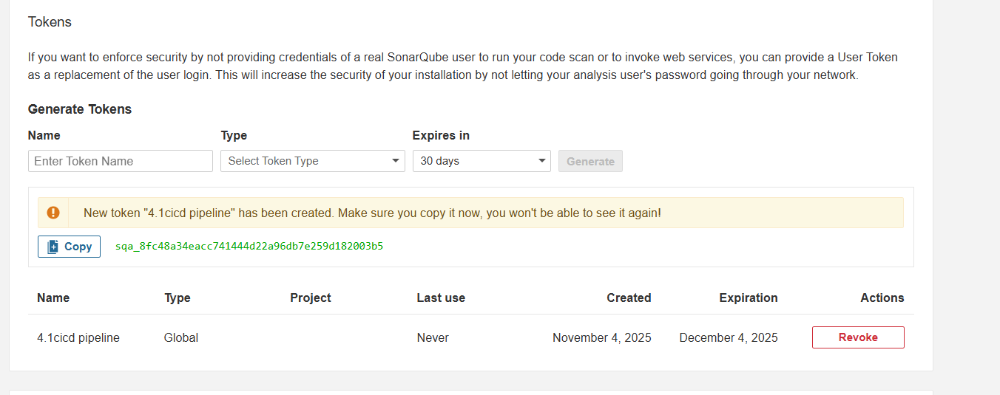 Tokens
If you want to enforce security by not providing credentials of a real SonarQube user to run your code scan or to invoke web services, you can provide a User Token
as a replacement of the user login. This will increase the security of your installation by not letting your analysis user's password going through your network.
Generate Tokens
Name Type Expires in
Enter Token Name Select Token Type 30 days Generate
New token "4.1cicd pipeline" has been created. Make sure you copy it now, you won't be able to see it again!
Copy sqa_8fc48a34eacc741444d22a96db7e259d182003b5
Name Type Project Last use Created Expiration Actions
4.1cicd pipeline Global Never November 4, 2025 December 4, 2025 Revoke